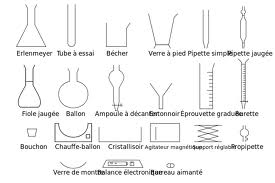 Erlenmeyer Tube à essai Bécher Verre à pied Pipette simple Pipette jaugée
Fiole jaugée Ballon Ampoule à décanter Entonnoir Éprouvette graduée Burette
Bouchon Chauffe-ballon Cristallisoir Agitateur magnétique Support réglable Propipette
Verre de montre Balance électronique Barreau aimanté